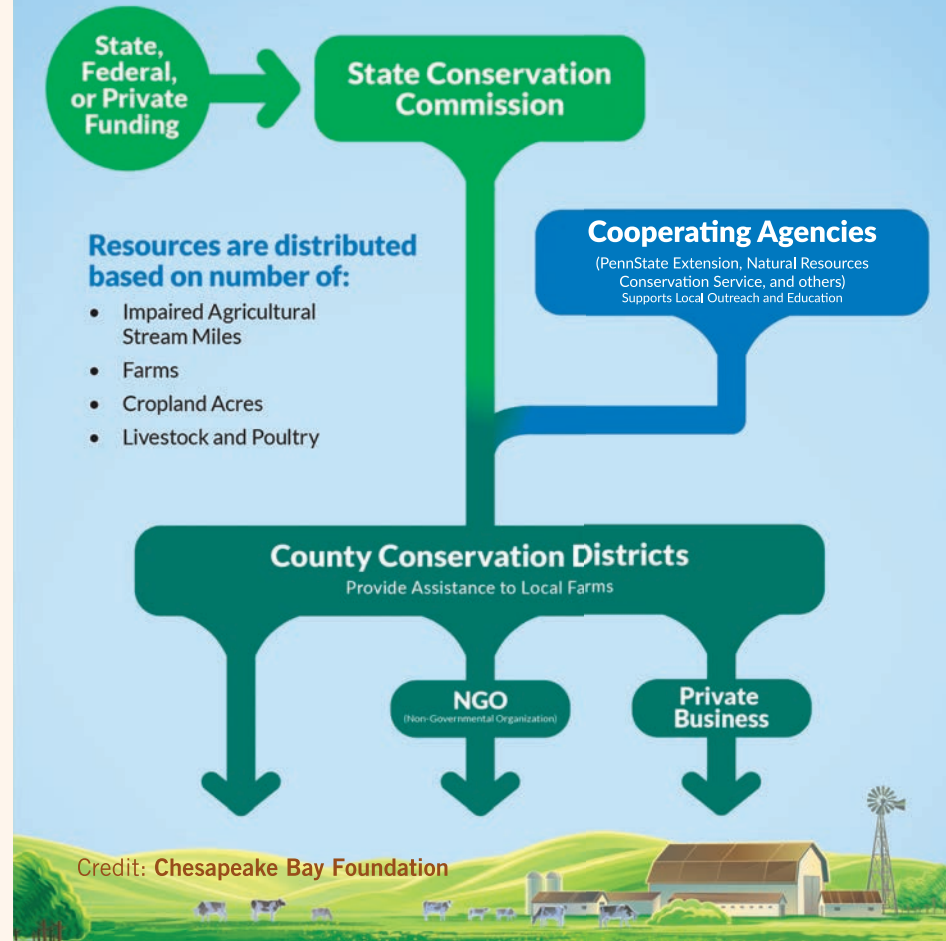 State,
Federal,
or Private
Funding
State Conservation
Commission
Resources are distributed
based on number of:
• Impaired Agricultural
Stream Miles
• Farms
• Cropland Acres
• Livestock and Poultry
Cooperating Agencies
(PennState Extension, Natural Resources
Conservation Service, and others)
Supports Local Outreach and Education
County Conservation Districts
Provide Assistance to Local Farms
NGO
(Non-Governmental Organization)
Private
Business
Credit: Chesapeake Bay Foundation